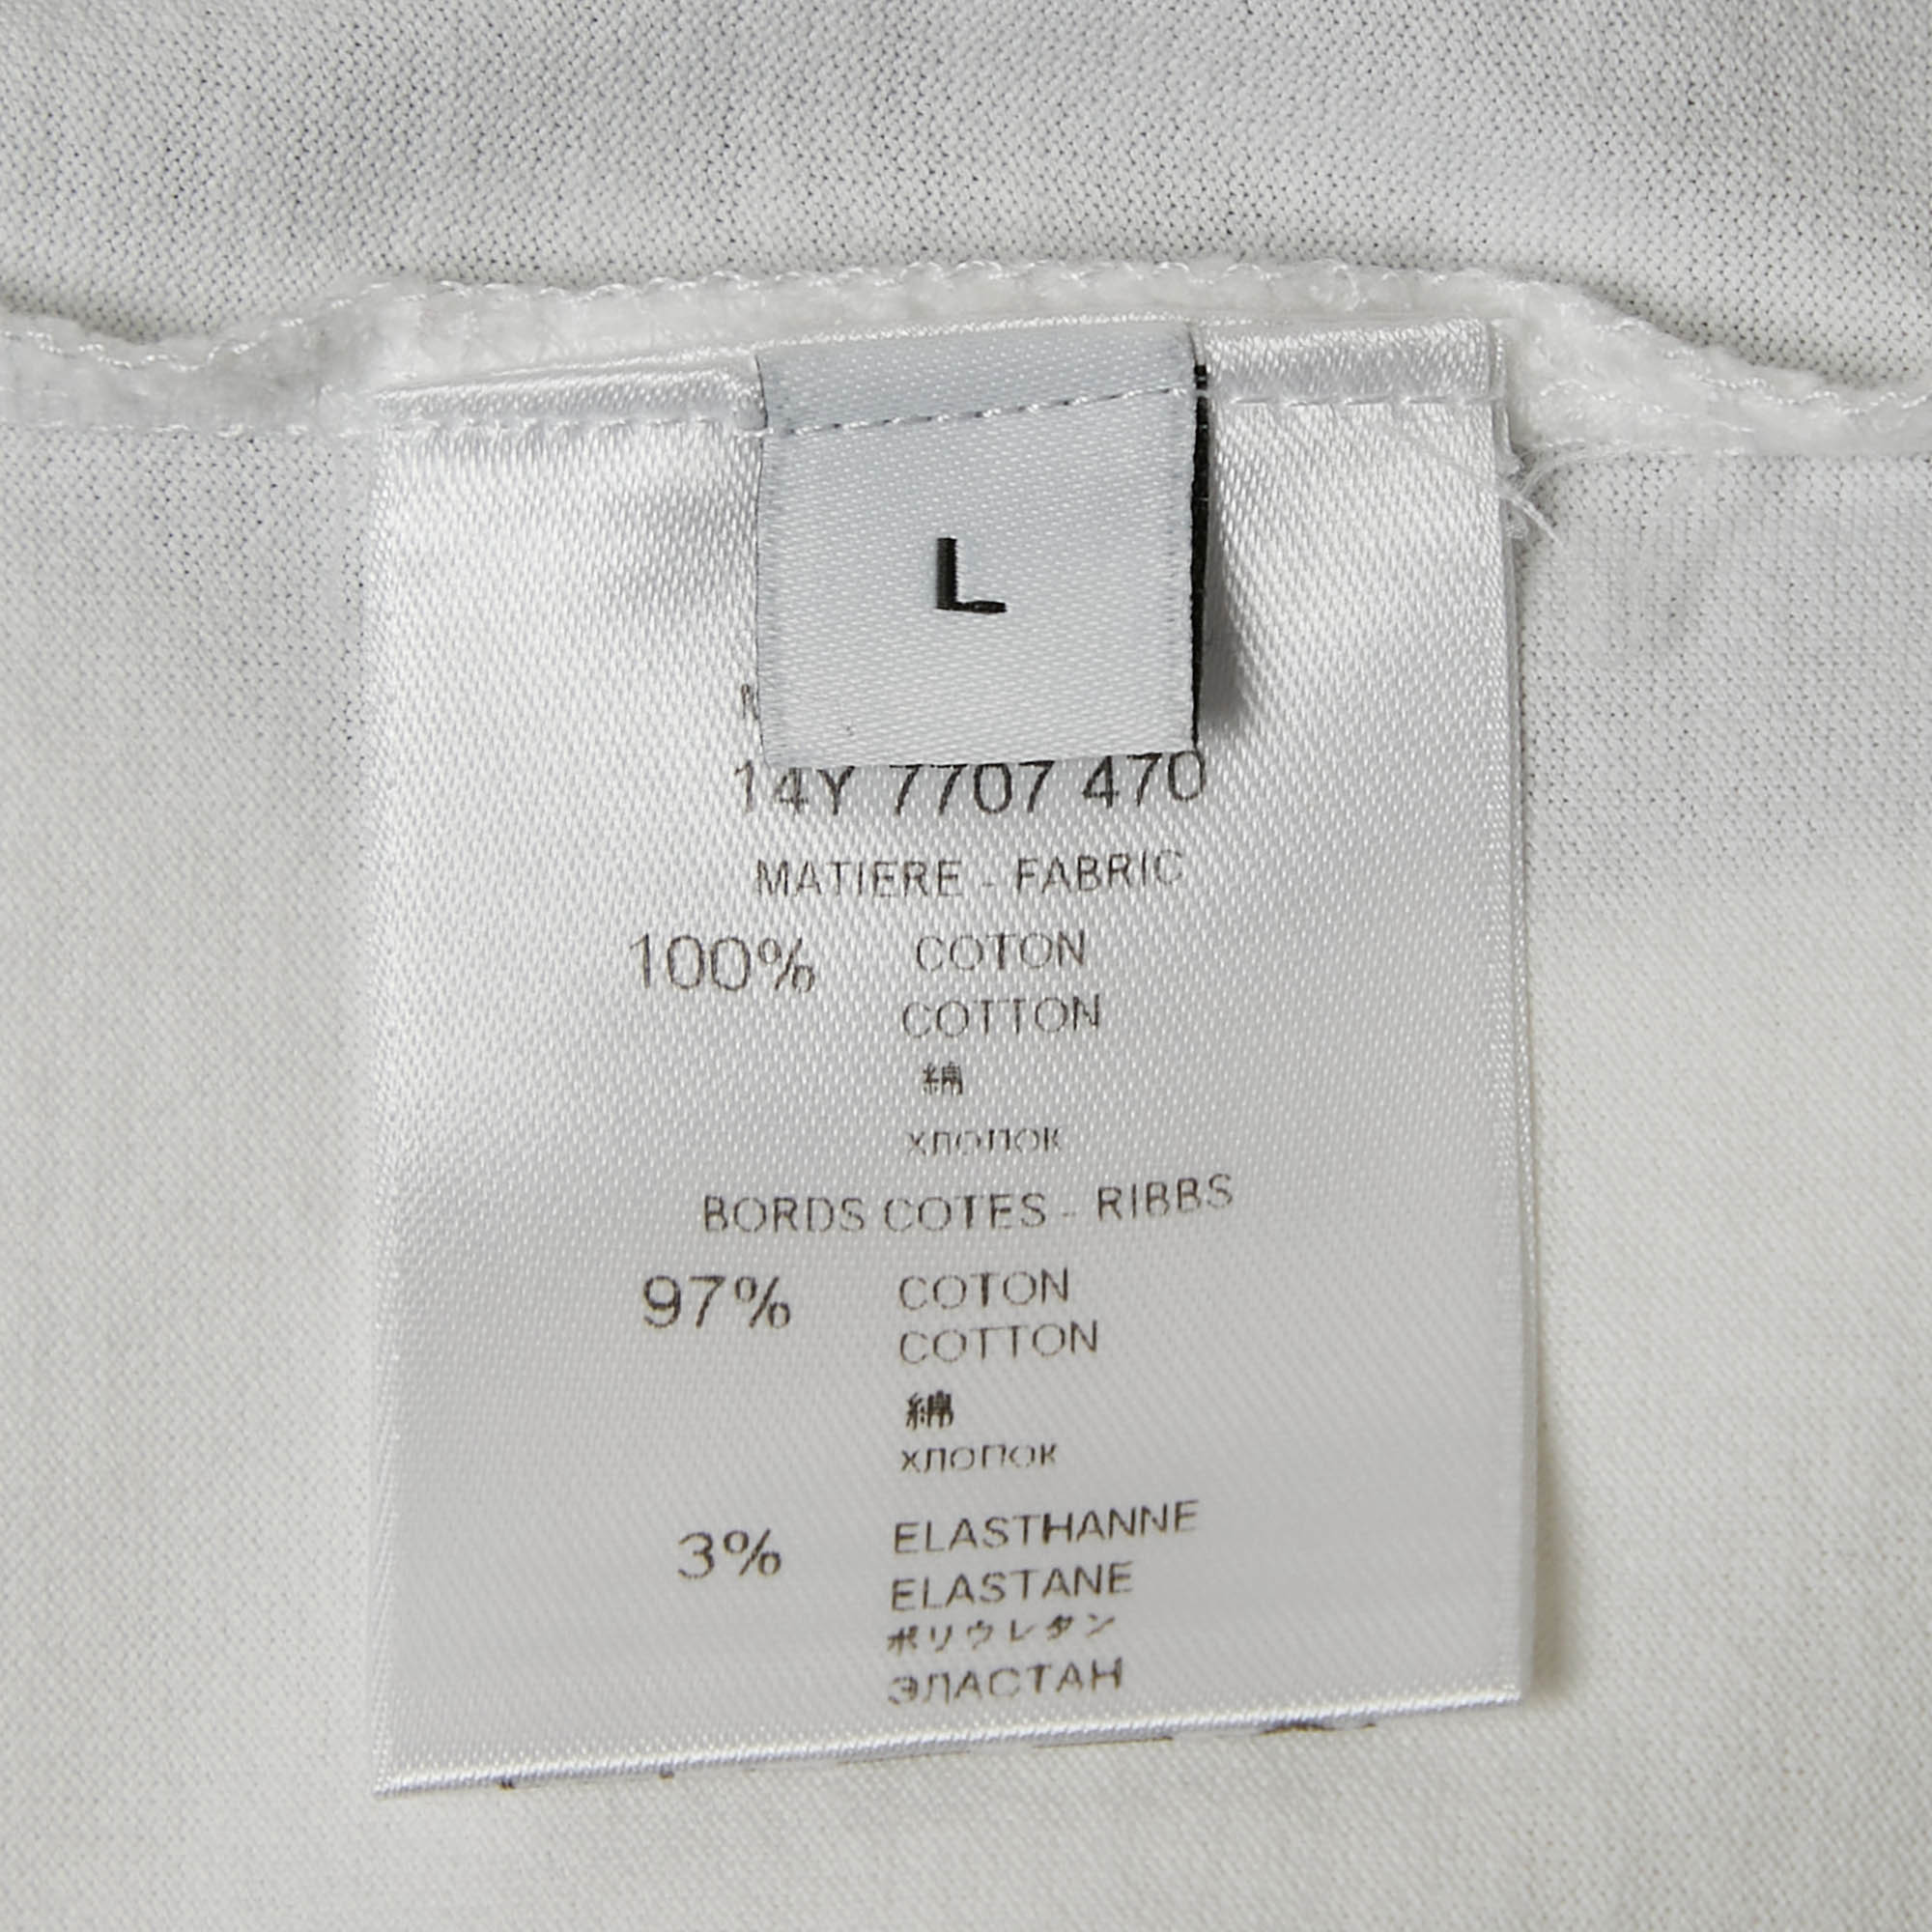 L
14Y 7707 470
MATIERE - FABRIC
100% COTON
COTTON
綿
хлопок
BORDS COTES - RIBBS
97% COTON
COTTON
綿
хлопок
3% ELASTHANNE
ELASTANE
ポリウレタン
ЭЛАСТАН